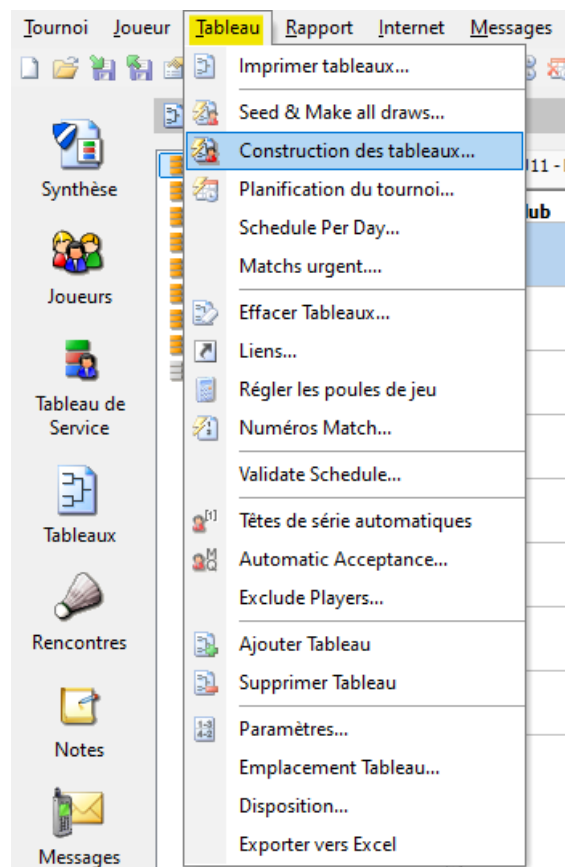 Tournoi Joueur Tableau Rapport Internet Messages
Imprimer tableaux...
Seed & Make all draws...
Construction des tableaux...
Planification du tournoi...
Schedule Per Day...
Matchs urgent....
Effacer Tableaux...
Liens...
Régler les poules de jeu
Numéros Match...
Validate Schedule...
Têtes de série automatiques
Automatic Acceptance...
Exclude Players...
Ajouter Tableau
Supprimer Tableau
Paramètres...
Emplacement Tableau...
Disposition...
Exporter vers Excel
Synthèse
Joueurs
Tableau de
Service
Tableaux
Rencontres
Notes
Messages
11 -
lub